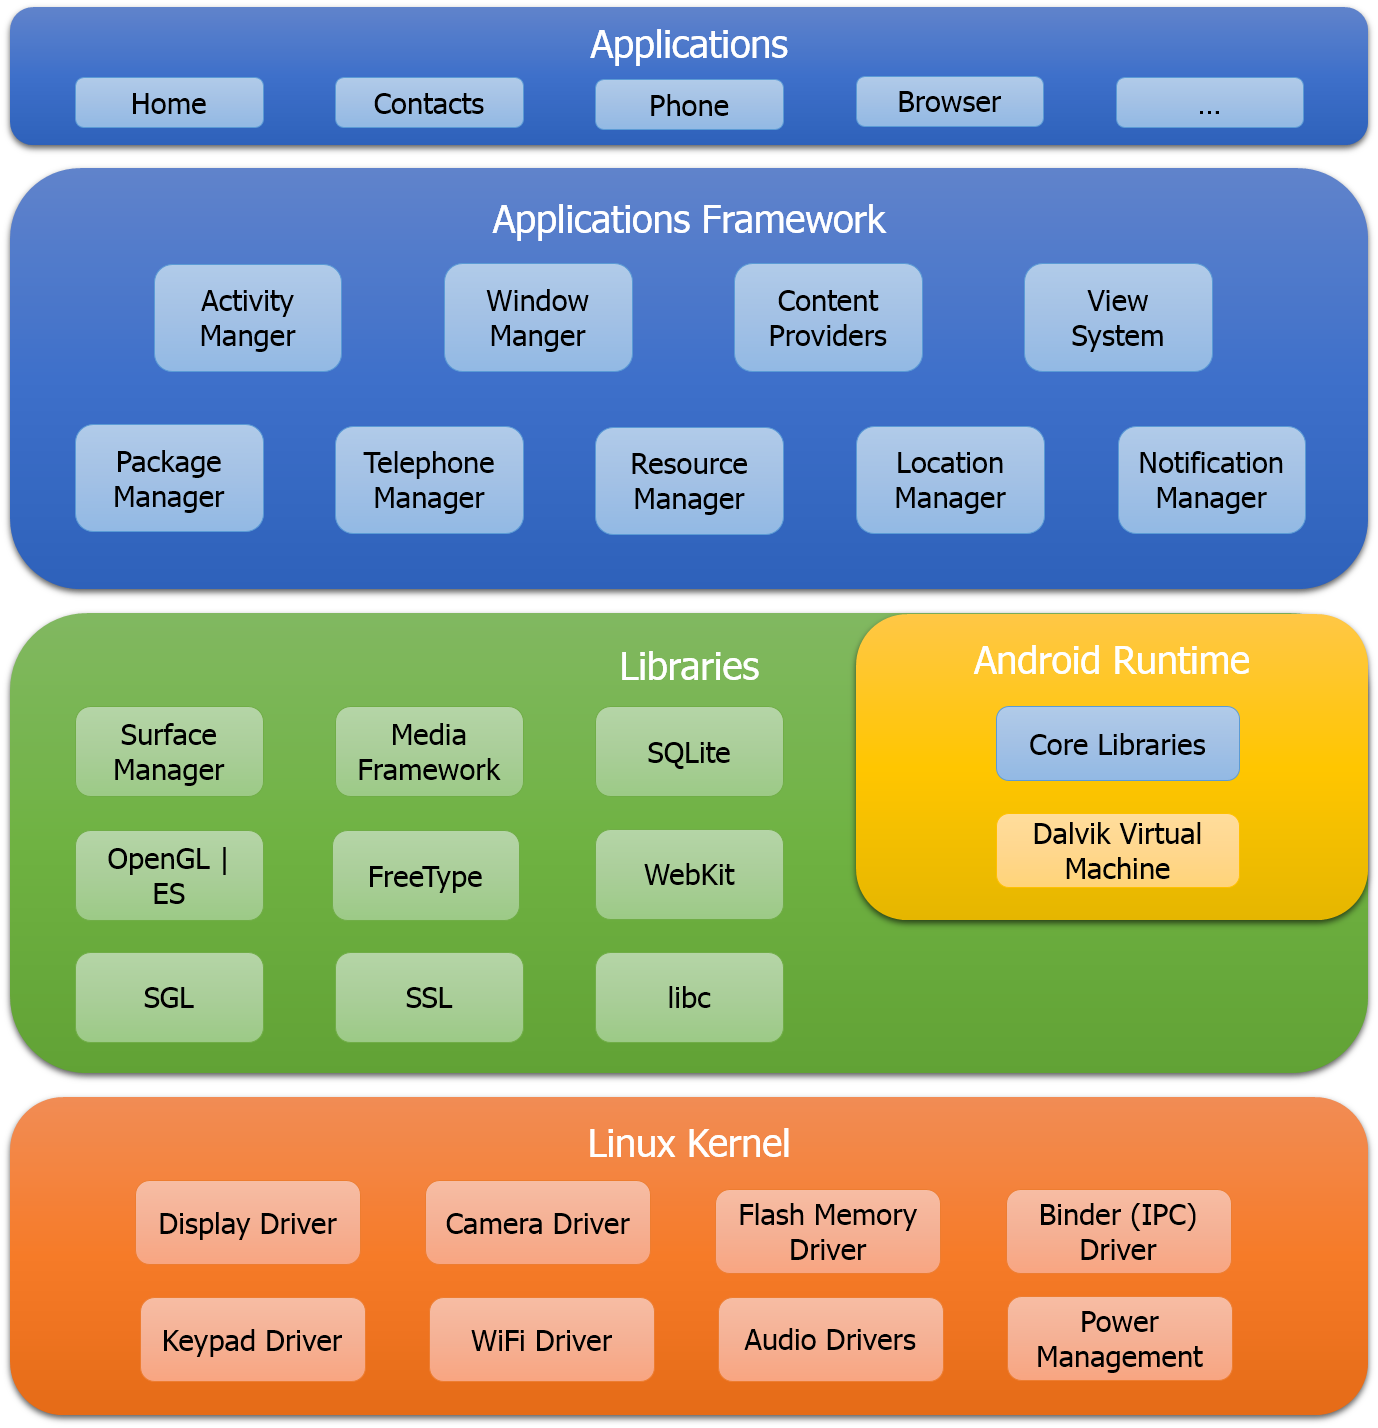 Applications
Home
Contacts
Phone
Browser
...
Applications Framework
Activity
Manger
Window
Manger
Content
Providers
View
System
Package
Manager
Telephone
Manager
Resource
Manager
Location
Manager
Notification
Manager
Libraries
Surface
Manager
Media
Framework
SQLite
OpenGL |
ES
FreeType
WebKit
SGL
SSL
libc
Android Runtime
Core Libraries
Dalvik Virtual
Machine
Linux Kernel
Display Driver
Camera Driver
Flash Memory
Driver
Binder (IPC)
Driver
Keypad Driver
WiFi Driver
Audio Drivers
Power
Management